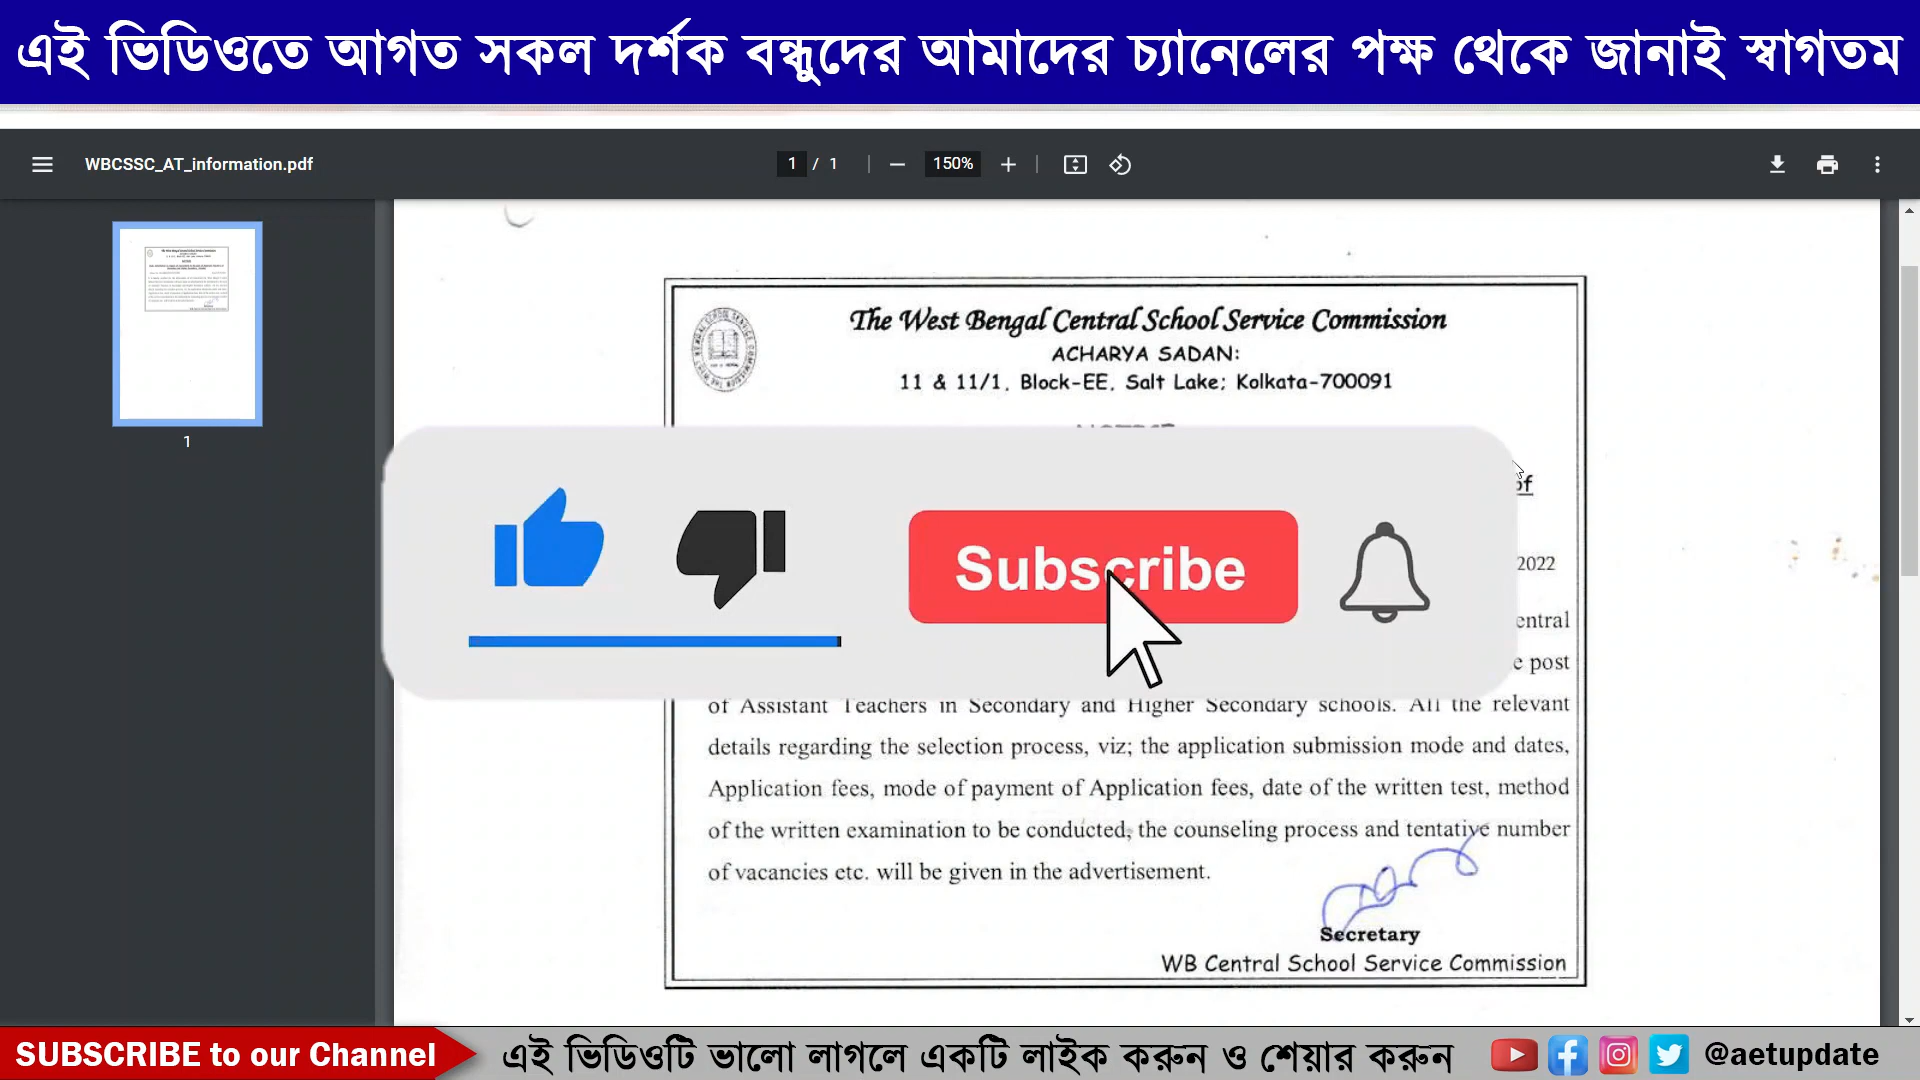 এই ভিডিওতে আগত সকল দর্শক বন্ধুদের আমাদের চ্যানেলের পক্ষ থেকে জানাই স্বাগতম
WBCSSC_AT_information.pdf
1 / 1
150%
1
The West Bengal Central School Service Commission
ACHARYA SADAN:
11 & 11/1, Block-EE, Salt Lake; Kolkata-700091
of
2022
Subscribe
entral
post
of Assistant Teachers in Secondary and Higher Secondary schools. All the relevant
details regarding the selection process, viz; the application submission mode and dates,
Application fees, mode of payment of Application fees, date of the written test, method
of the written examination to be conducted, the counseling process and tentative number
of vacancies etc. will be given in the advertisement.
Secretary
WB Central School Service Commission
SUBSCRIBE to our Channel
এই ভিডিওটি ভালো লাগলে একটি লাইক করুন ও শেয়ার করুন
@aetupdate